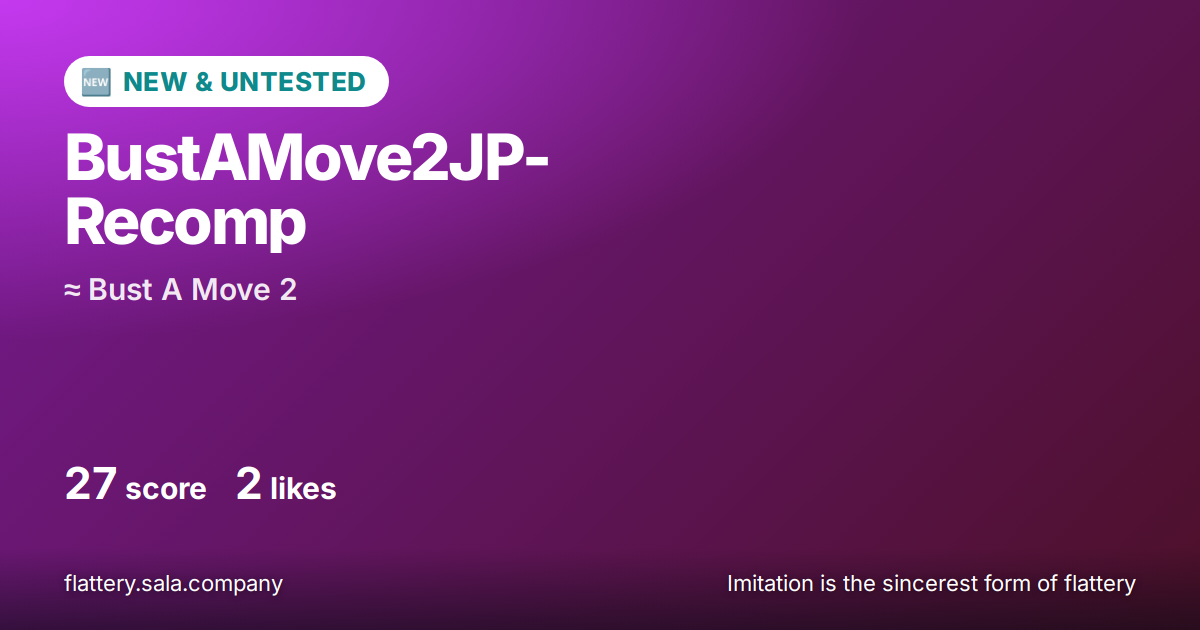 🆕 NEW & UNTESTED
BustAMove2JP-
Recomp
≈ Bust A Move 2
27 score 2 likes
flattery.sala.company
Imitation is the sincerest form of flattery